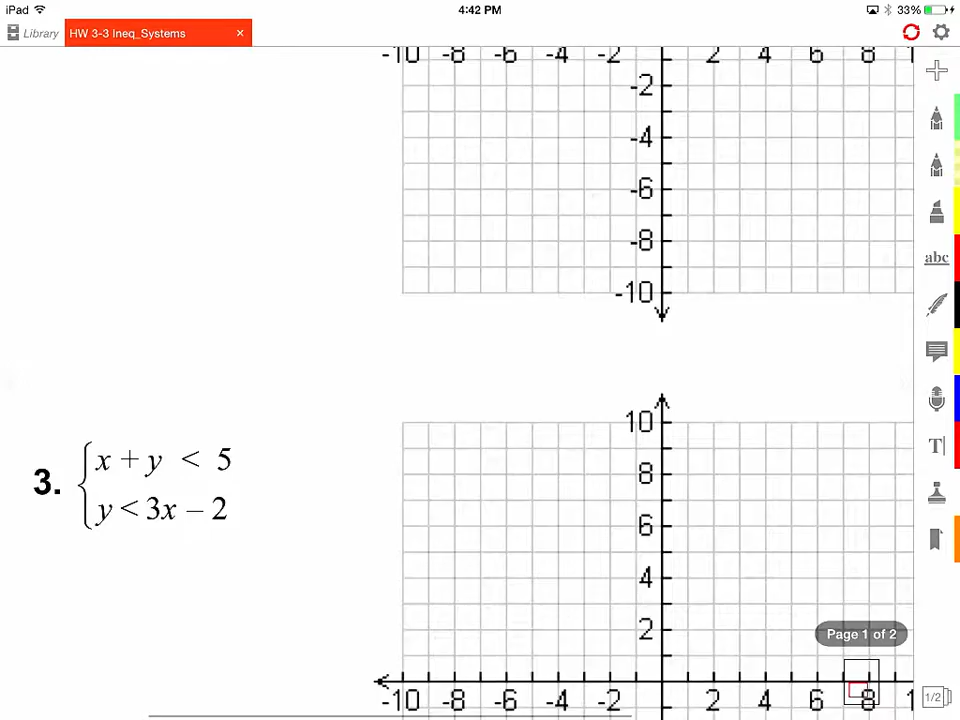 iPad 4:42 PM 33%
Library HW 3-3 ineq_Systems ×
-10 -8 -6 -4 -2 2 4 6 8 1
-2
-4
-6
-8
-10
10
8
6
4
2
3. x + y < 5
y < 3x – 2
-10 -8 -6 -4 -2 2 4 6 8 1
abc
T|
Page 1 of 2
1/2